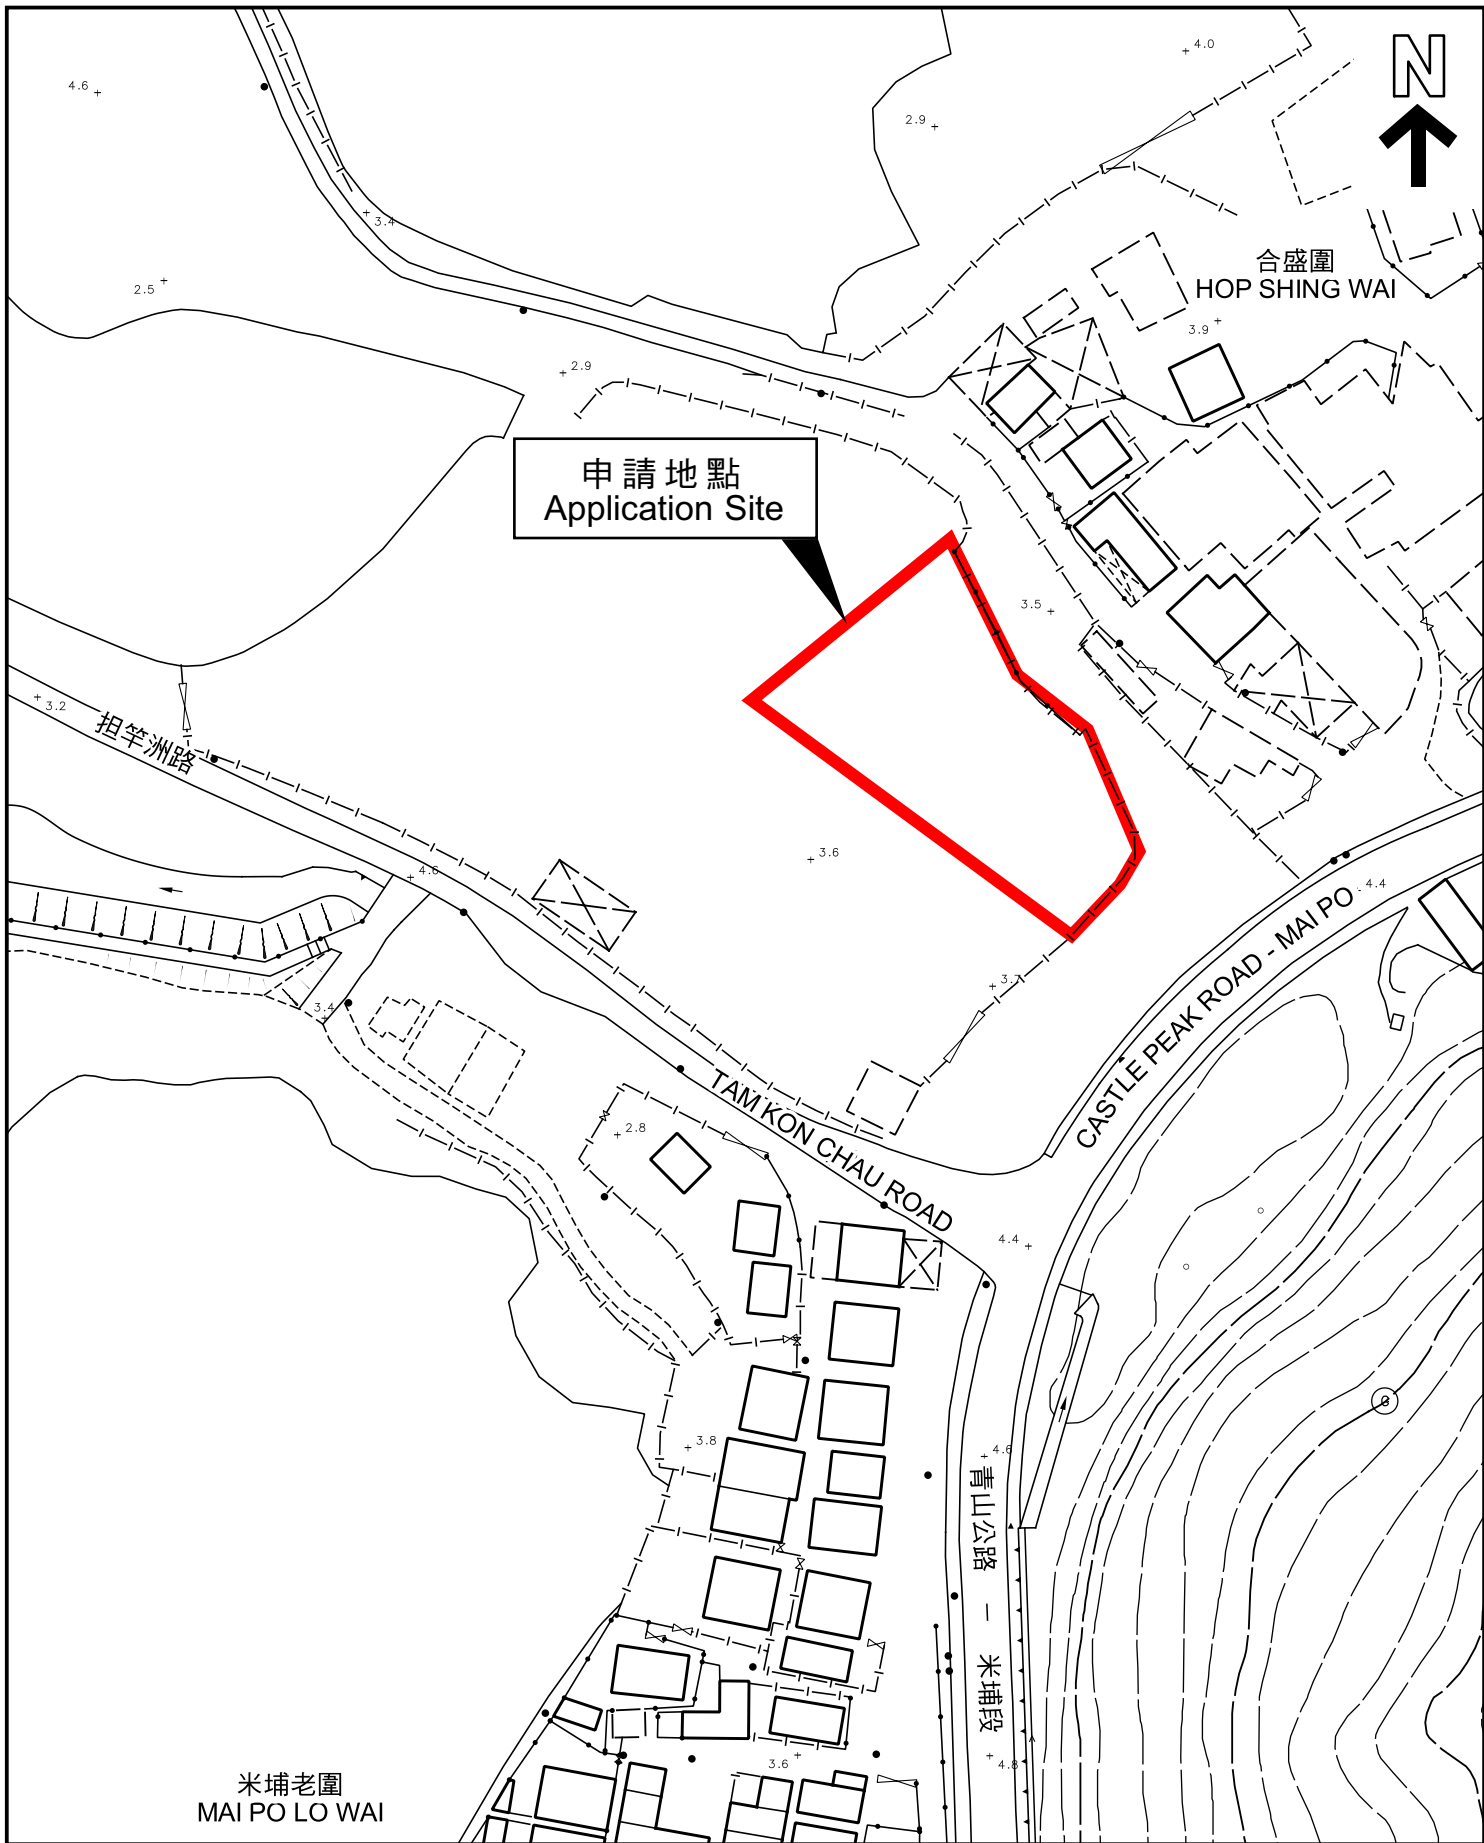 N
4.6
4.0
2.9
3.4
合盛圍
HOP SHING WAI
2.5
3.9
2.9
申請地點
Application Site
3.5
3.2
担竿洲路
3.6
4.6
4.4
CASTLE PEAK ROAD - MAI PO
3.7
3.4
TAM KON CHAU ROAD
2.8
4.4
G
3.8
4.6
青山公路 － 米埔段
3.6
4.8
米埔老圍
MAI PO LO WAI